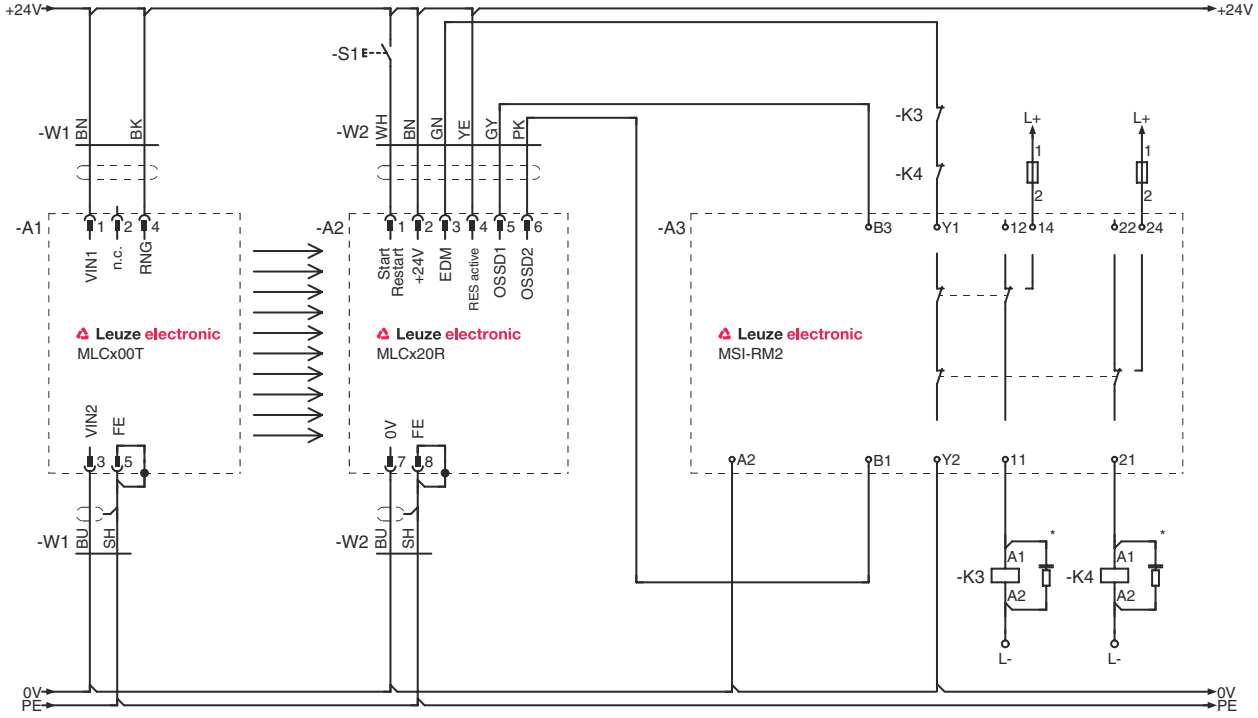 +24V +24V
-S1
-W1 BN BK
-W2 WH BN GN YE GY PK
-K3
-K4
L+ L+
1 1
2 2
-A1 1 2 4
VIN1 n.c. RNG
-A2 1 2 3 4 5 6
Start Restart +24V EDM RES active OSSD1 OSSD2
-A3 B3 Y1 12 14 22 24
Leuze electronic
MLCx00T
Leuze electronic
MLCx20R
Leuze electronic
MSI-RM2
VIN2 FE
3 5
0V FE
7 8
A2 B1 Y2 11 21
-W1 BU SH
-W2 BU SH
* *
-K3 A1 A2
-K4 A1 A2
L- L-
0V 0V
PE PE